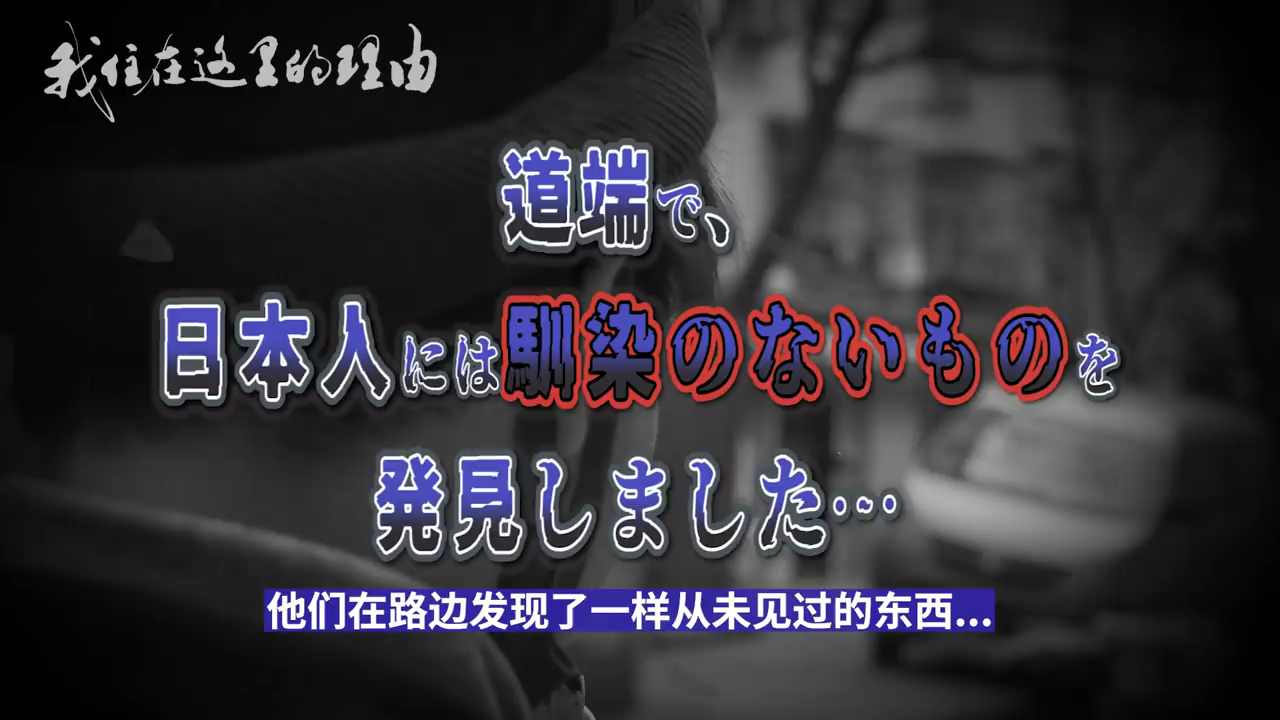 我住在这里的理由
道端で、
日本人には馴染のないものを
発見しました…
他们在路边发现了一样从未见过的东西...